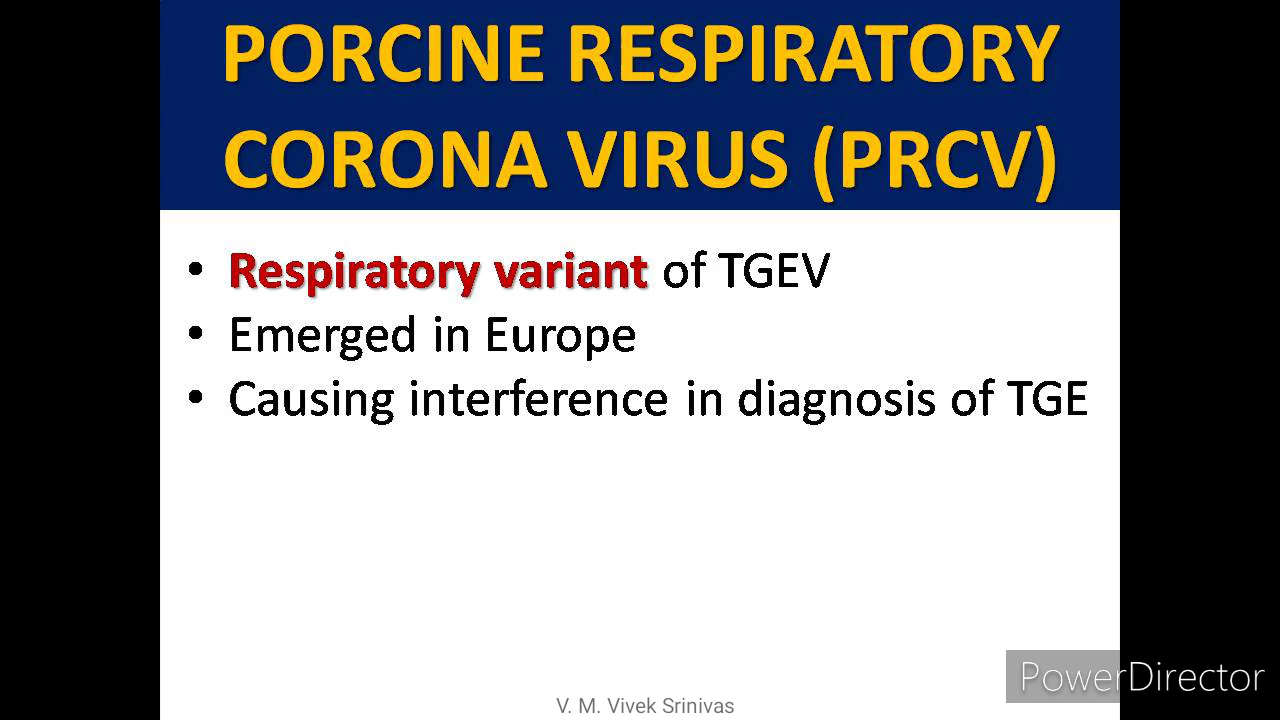 PORCINE RESPIRATORY
CORONA VIRUS (PRCV)
• Respiratory variant of TGEV
• Emerged in Europe
• Causing interference in diagnosis of TGE
PowerDirector
V. M. Vivek Srinivas